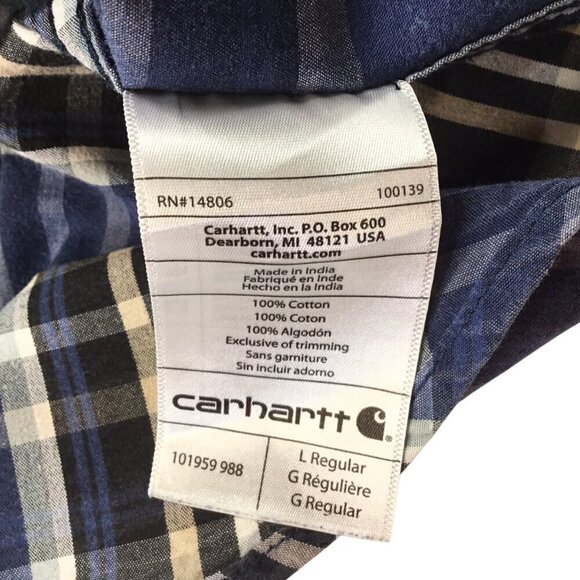 RN#14806 100139
Carhartt, Inc. P.O. Box 600
Dearborn, MI 48121 USA
carhartt.com
Made in India
Fabriqué en Inde
Hecho en la India
100% Cotton
100% Coton
100% Algodón
Exclusive of trimming
Sans garniture
Sin incluir adorno
carhartt
101959 988
L Regular
G Régulière
G Regular